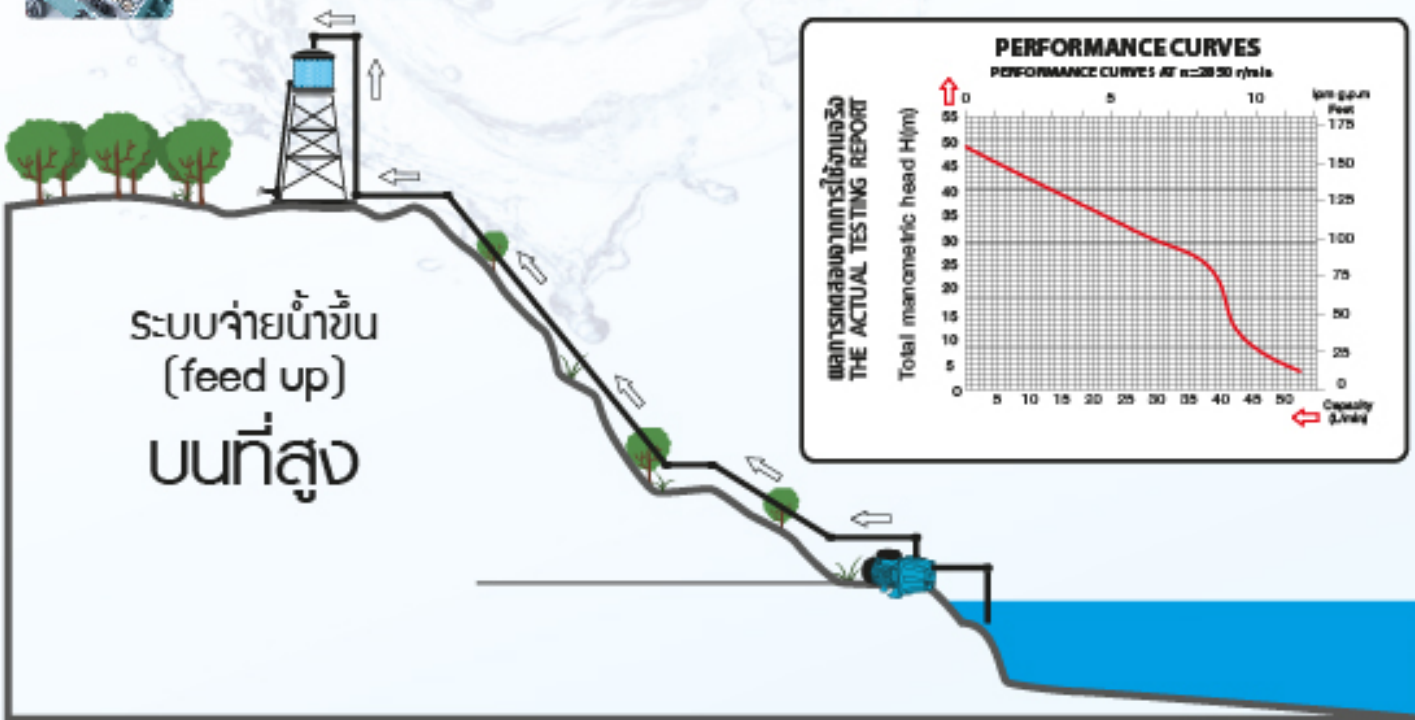 ระบบจ่ายน้ำขึ้น
(feed up)
บนที่สูง
PERFORMANCE CURVES
PERFORMANCE CURVES AT n=2850 r/min
ผลการทดสอบจากการใช้งานจริง
THE ACTUAL TESTING REPORT
Total manometric head H(m)
0 5 10
Feet
55
50
45
40
35
30
25
20
15
10
5
0
175
150
125
100
75
50
25
0
5 10 15 20 25 30 35 40 45 50
Capacity
(L/min)